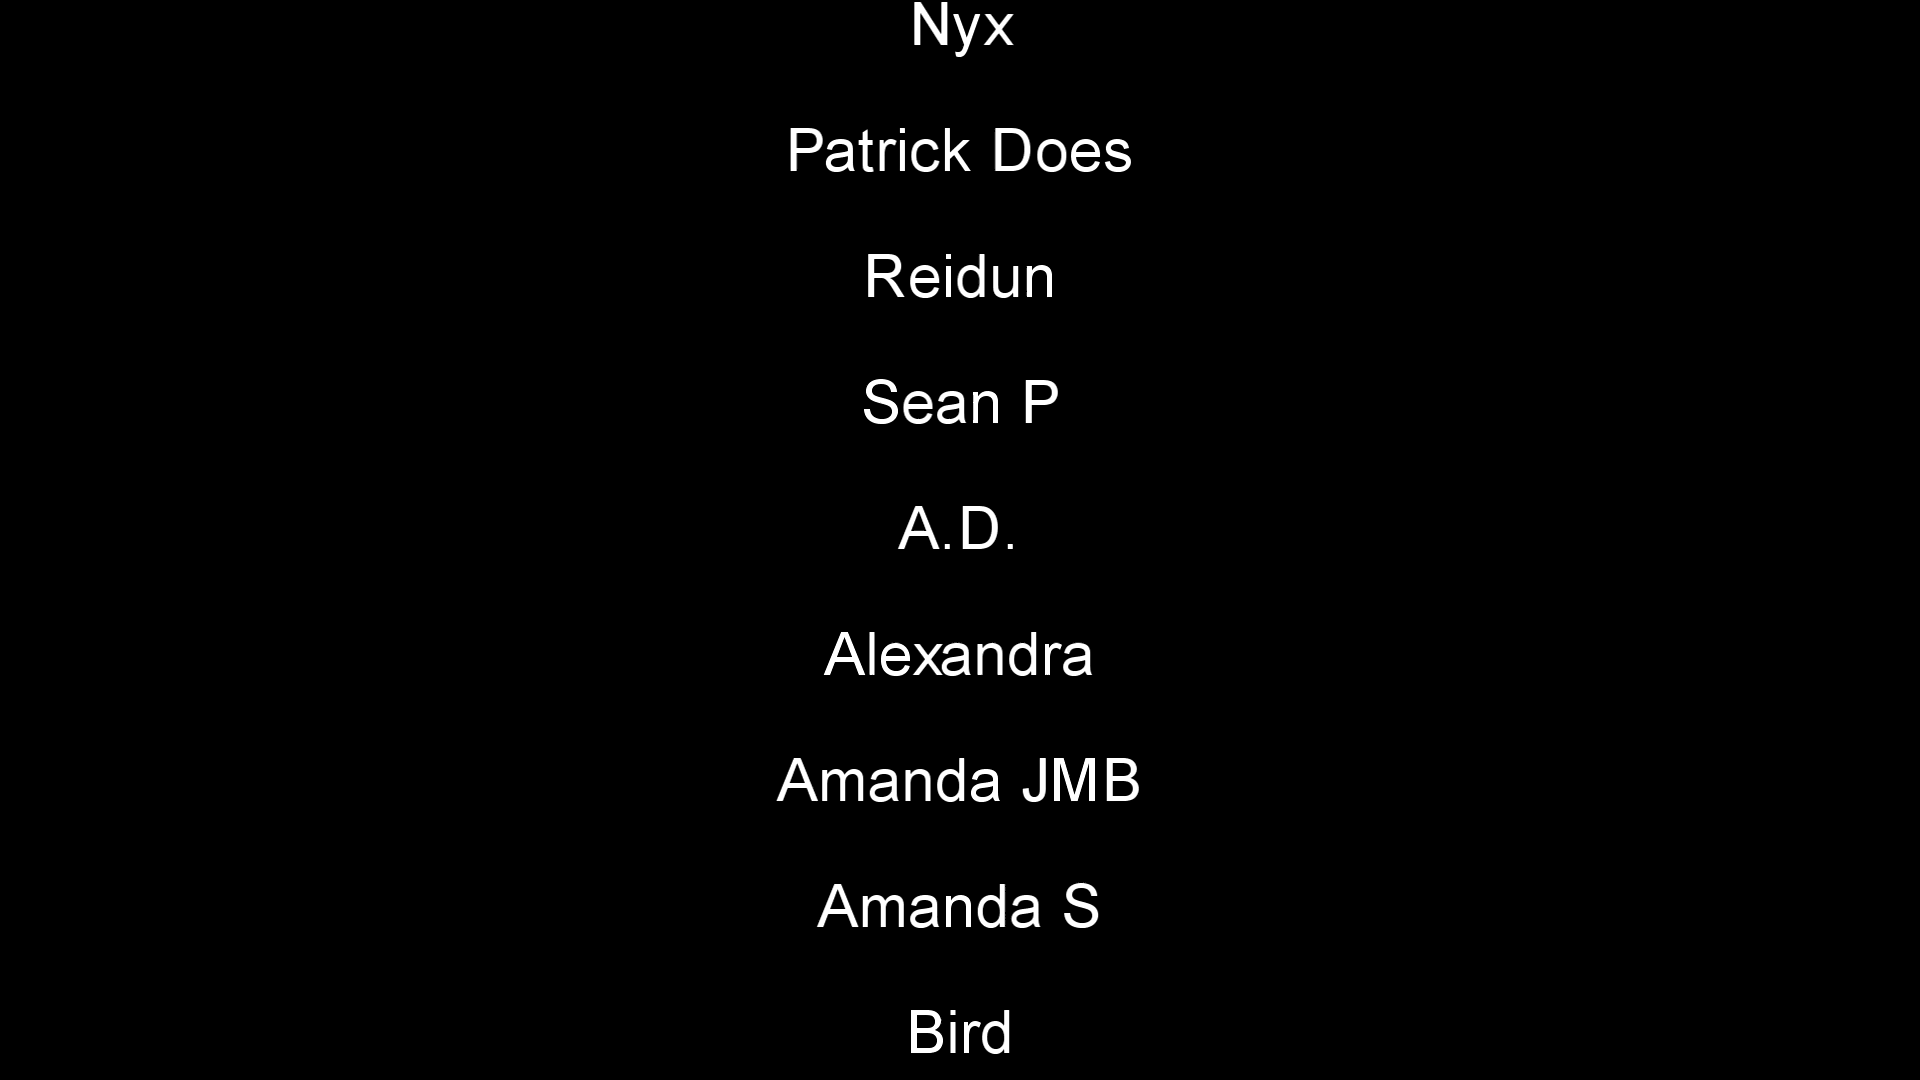 Nyx
Patrick Does
Reidun
Sean P
A.D.
Alexandra
Amanda JMB
Amanda S
Bird